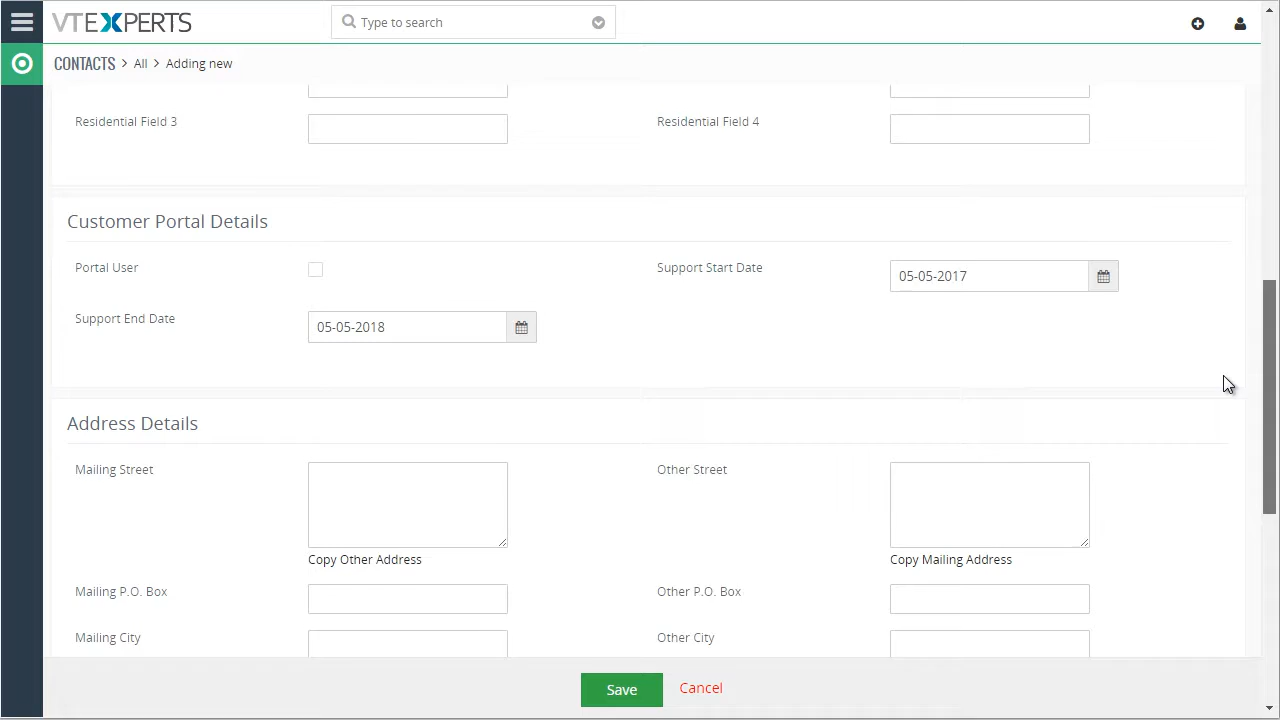 VTEXPERTS
Type to search
CONTACTS > All > Adding new
Residential Field 3
Residential Field 4
Customer Portal Details
Portal User
Support Start Date
05-05-2017
Support End Date
05-05-2018
Address Details
Mailing Street
Other Street
Copy Other Address
Copy Mailing Address
Mailing P.O. Box
Other P.O. Box
Mailing City
Other City
Save
Cancel